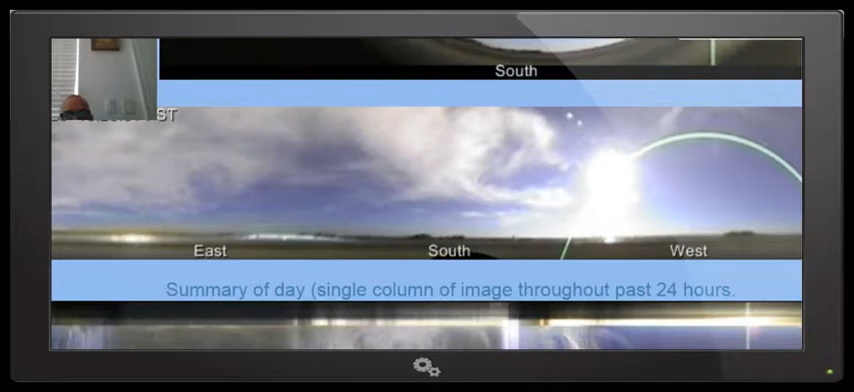 South
ST
East South West
Summary of day (single column of image throughout past 24 hours.